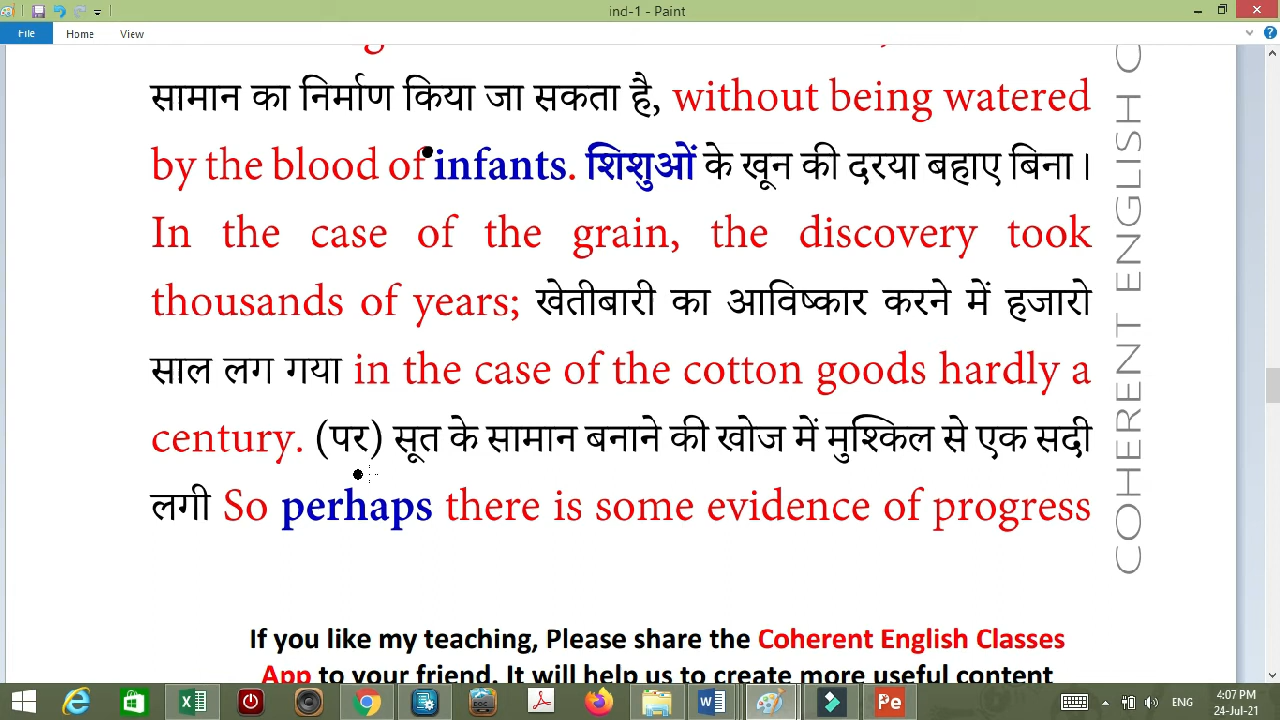 ind-1 - Paint
File Home View
सामान का निर्माण किया जा सकता है, without being watered
by the blood of infants. शिशुओं के खून की दरया बहाए बिना।
In the case of the grain, the discovery took
thousands of years; खेतीबारी का आविष्कार करने में हजारो
साल लग गया in the case of the cotton goods hardly a
century. (पर) सूत के सामान बनाने की खोज में मुश्किल से एक सदी
लगी So perhaps there is some evidence of progress
COHERENT ENGLISH
If you like my teaching, Please share the Coherent English Classes
App to your friend. It will help us to create more useful content
ENG
4:07 PM
24-Jul-21